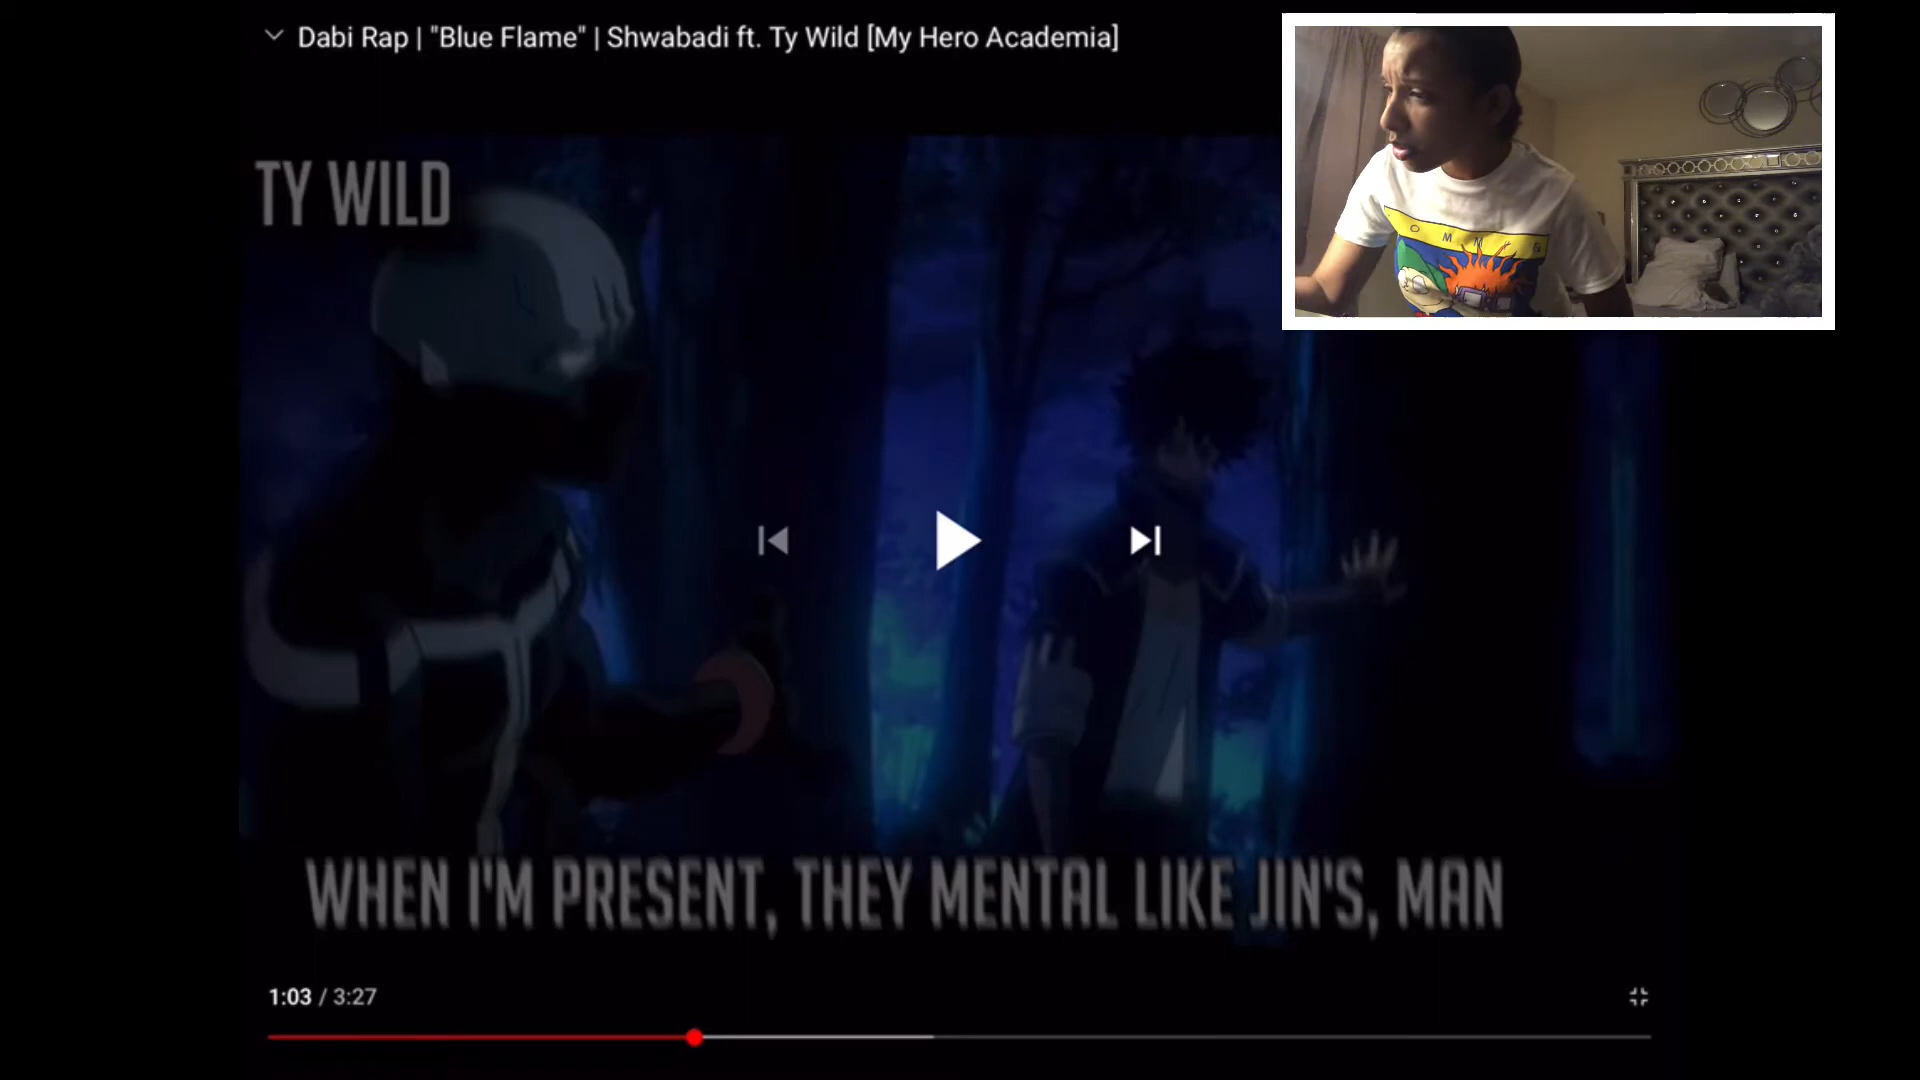 Dabi Rap | "Blue Flame" | Shwabadi ft. Ty Wild [My Hero Academia]
TY WILD
WHEN I'M PRESENT, THEY MENTAL LIKE JIN'S, MAN
1:03 / 3:27